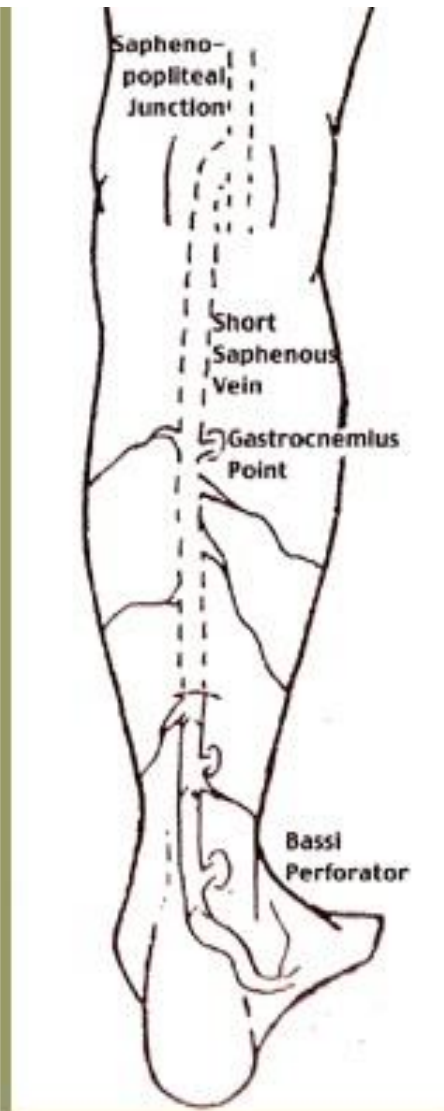 Sapheno-
popliteal
Junction
Short
Saphenous
Vein
Gastrocnemius
Point
Bassi
Perforator